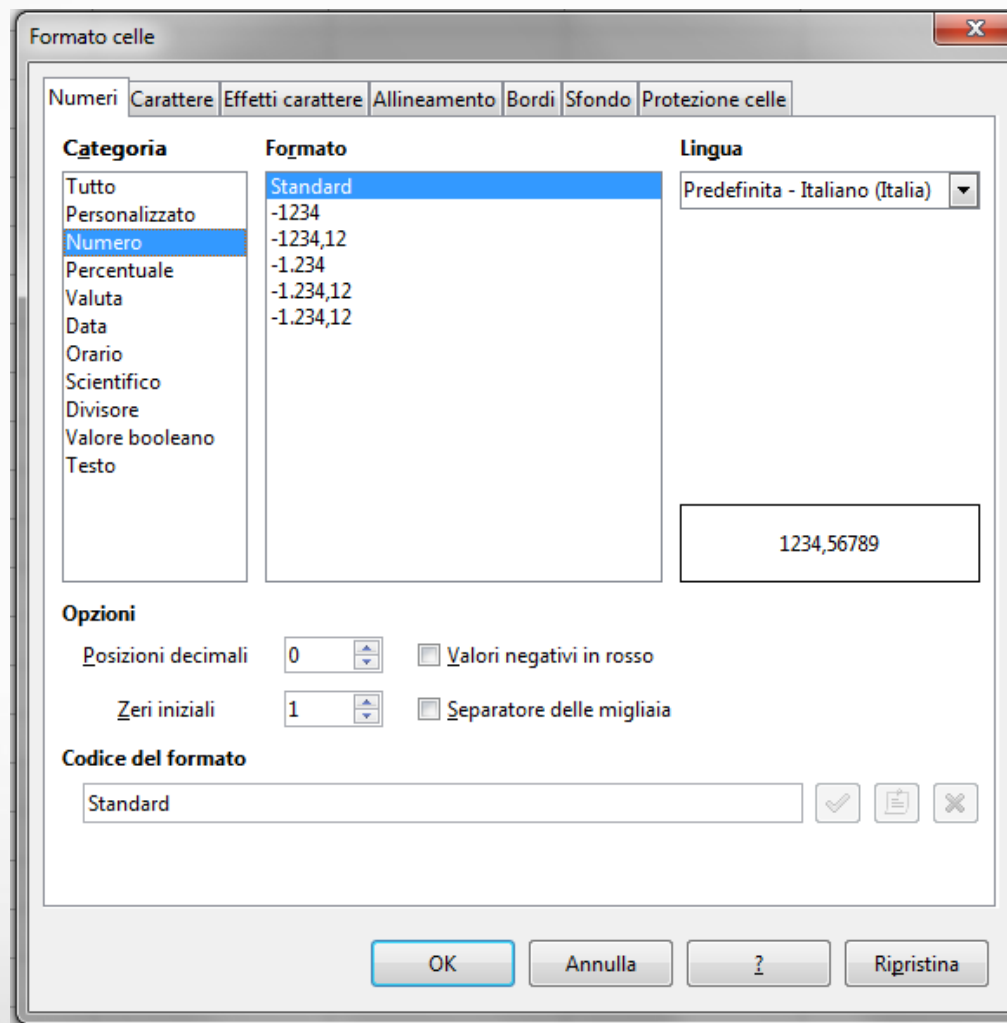 Formato celle
Numeri Carattere Effetti carattere Allineamento Bordi Sfondo Protezione celle
Categoria Formato Lingua
Tutto Standard Predefinita - Italiano (Italia)
Personalizzato -1234
Numero -1234,12
Percentuale -1.234
Valuta -1.234,12
Data -1.234,12
Orario
Scientifico
Divisore
Valore booleano
Testo
1234,56789
Opzioni
Posizioni decimali 0 Valori negativi in rosso
Zeri iniziali 1 Separatore delle migliaia
Codice del formato
Standard
OK Annulla ? Ripristina